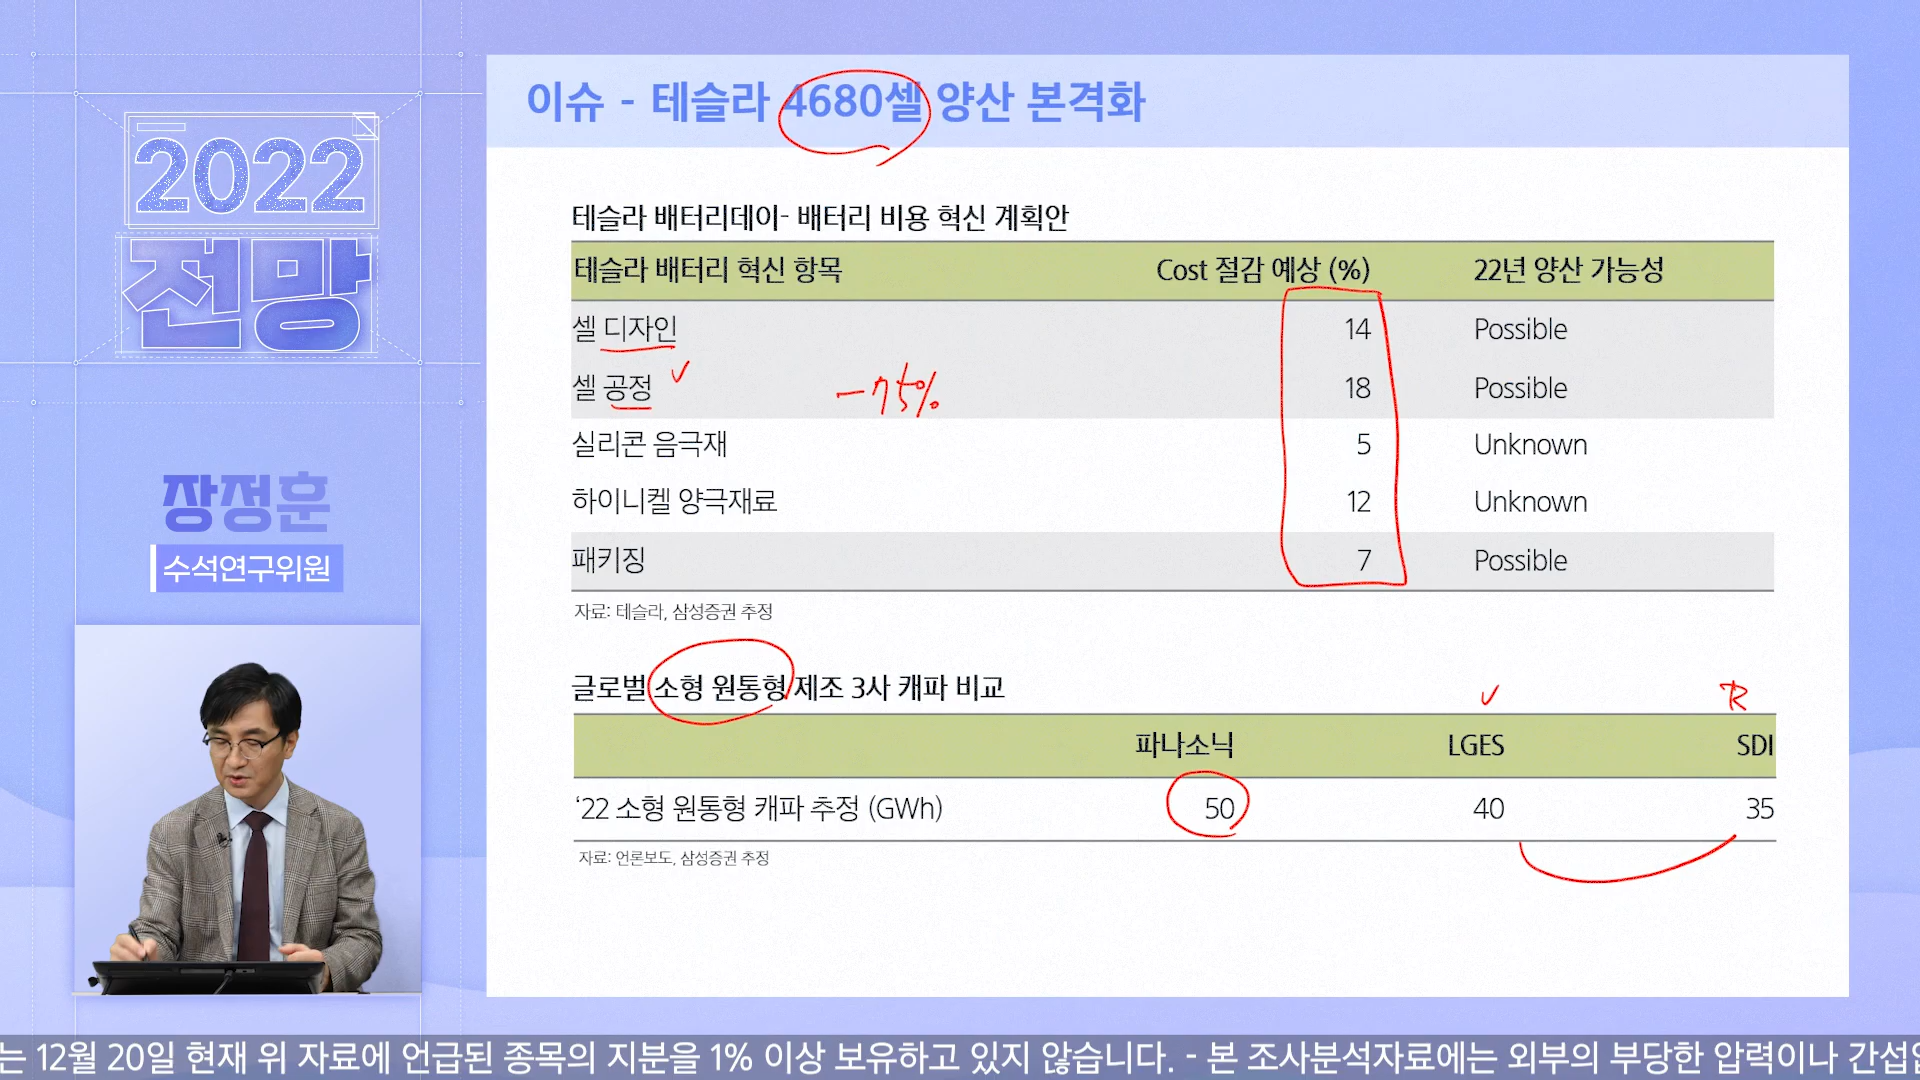 2022
전망
장정훈
수석연구위원
이슈 - 테슬라 4680셀 양산 본격화
테슬라 배터리데이- 배터리 비용 혁신 계획안
테슬라 배터리 혁신 항목 Cost 절감 예상 (%) 22년 양산 가능성
셀 디자인 14 Possible
셀 공정 18 Possible
-75%
실리콘 음극재 5 Unknown
하이니켈 양극재료 12 Unknown
패키징 7 Possible
자료: 테슬라, 삼성증권 추정
글로벌 소형 원통형 제조 3사 캐파 비교
파나소닉 LGES SDI
‘22 소형 원통형 캐파 추정 (GWh) 50 40 35
자료: 언론보도, 삼성증권 추정
는 12월 20일 현재 위 자료에 언급된 종목의 지분을 1% 이상 보유하고 있지 않습니다. - 본 조사분석자료에는 외부의 부당한 압력이나